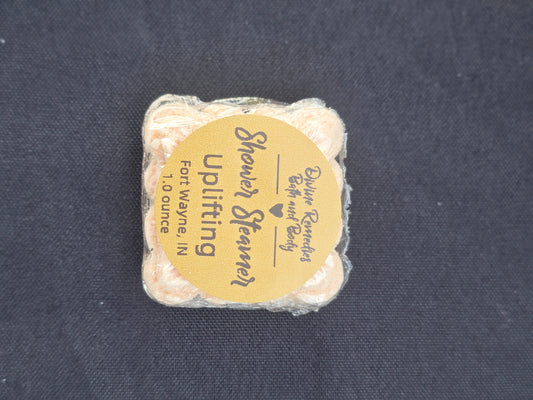 Divine Remedies
Bath and Body
Shower Steamer
Uplifting
Fort Wayne, IN
1.0 ounce